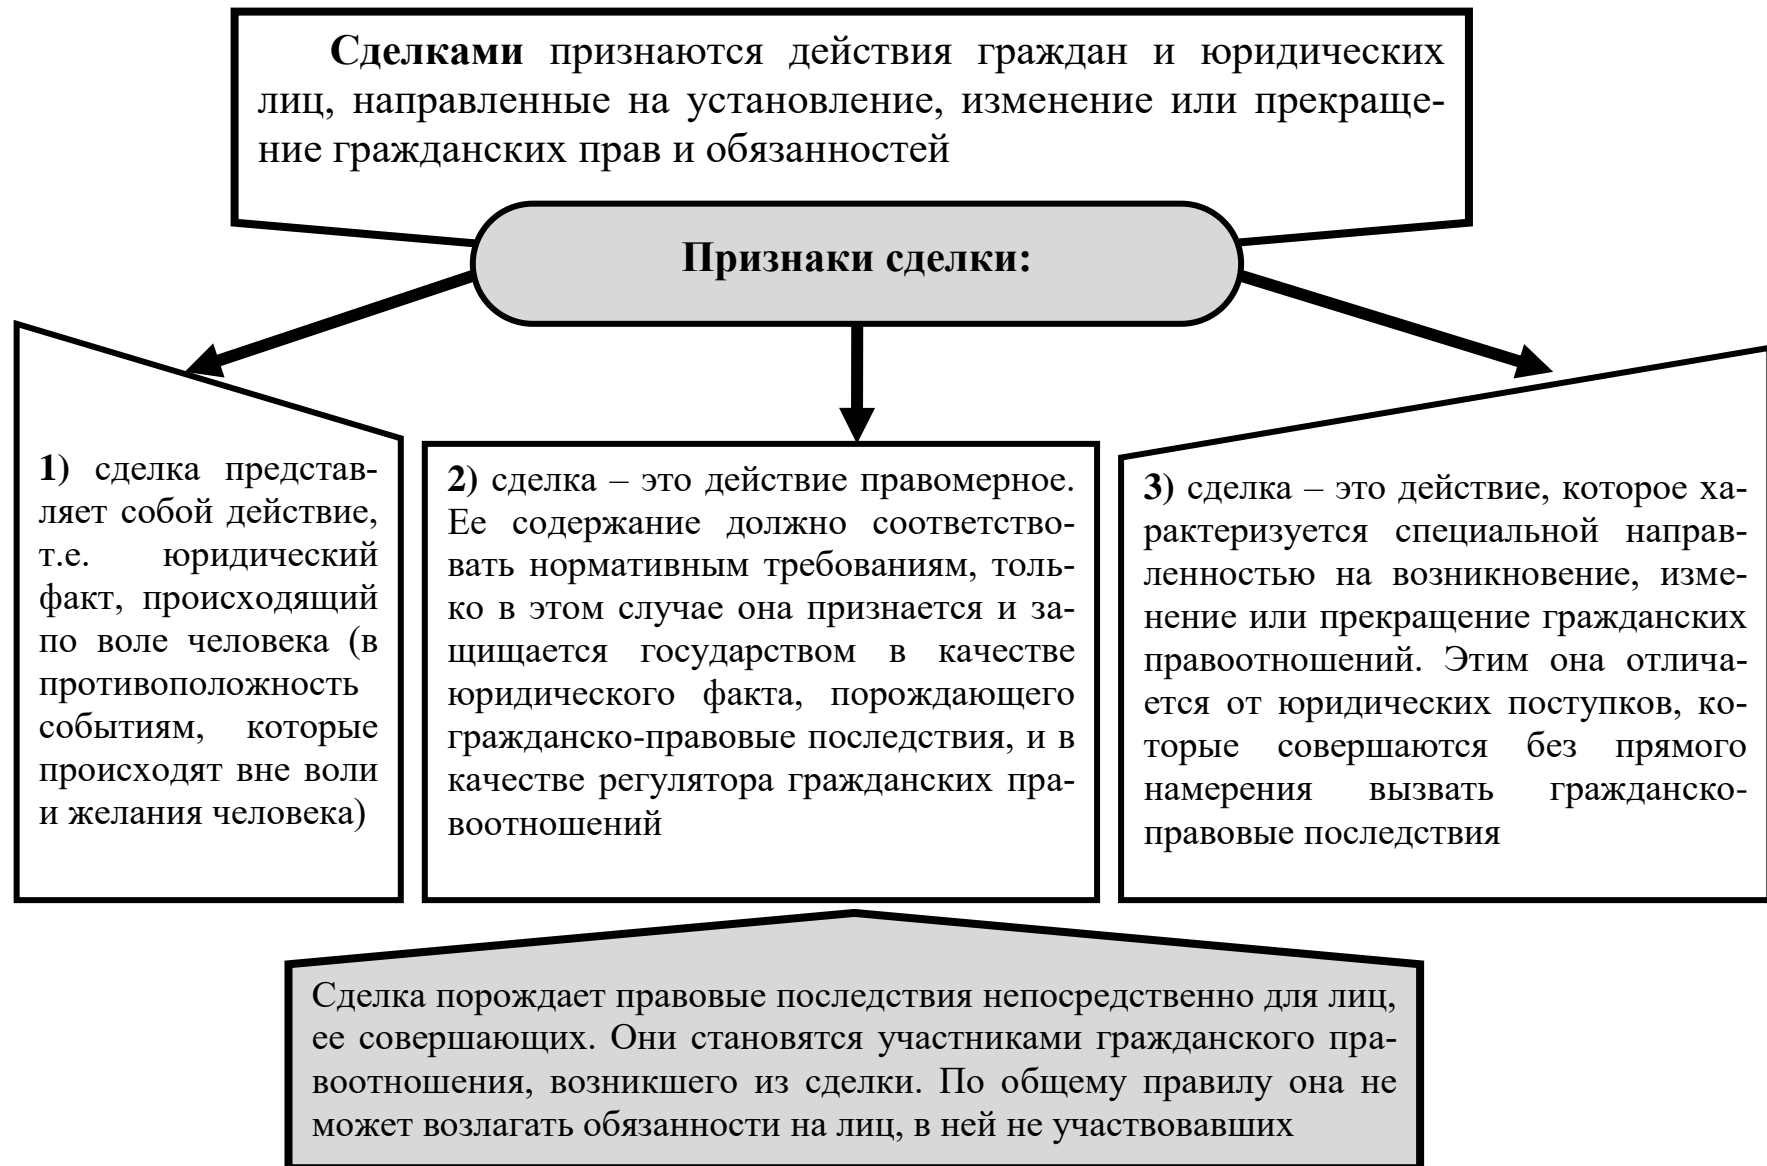 Сделками признаются действия граждан и юридических
лиц, направленные на установление, изменение или прекраще-
ние гражданских прав и обязанностей
Признаки сделки:
1) сделка представ-
ляет собой действие,
т.е. юридический
факт, происходящий
по воле человека (в
противоположность
событиям, которые
происходят вне воли
и желания человека)
2) сделка – это действие правомерное.
Ее содержание должно соответство-
вать нормативным требованиям, толь-
ко в этом случае она признается и за-
щищается государством в качестве
юридического факта, порождающего
гражданско-правовые последствия, и в
качестве регулятора гражданских пра-
воотношений
3) сделка – это действие, которое ха-
рактеризуется специальной направ-
ленностью на возникновение, изме-
нение или прекращение гражданских
правоотношений. Этим она отлича-
ется от юридических поступков, ко-
торые совершаются без прямого
намерения вызвать гражданско-
правовые последствия
Сделка порождает правовые последствия непосредственно для лиц,
ее совершающих. Они становятся участниками гражданского пра-
воотношения, возникшего из сделки. По общему правилу она не
может возлагать обязанности на лиц, в ней не участвовавших